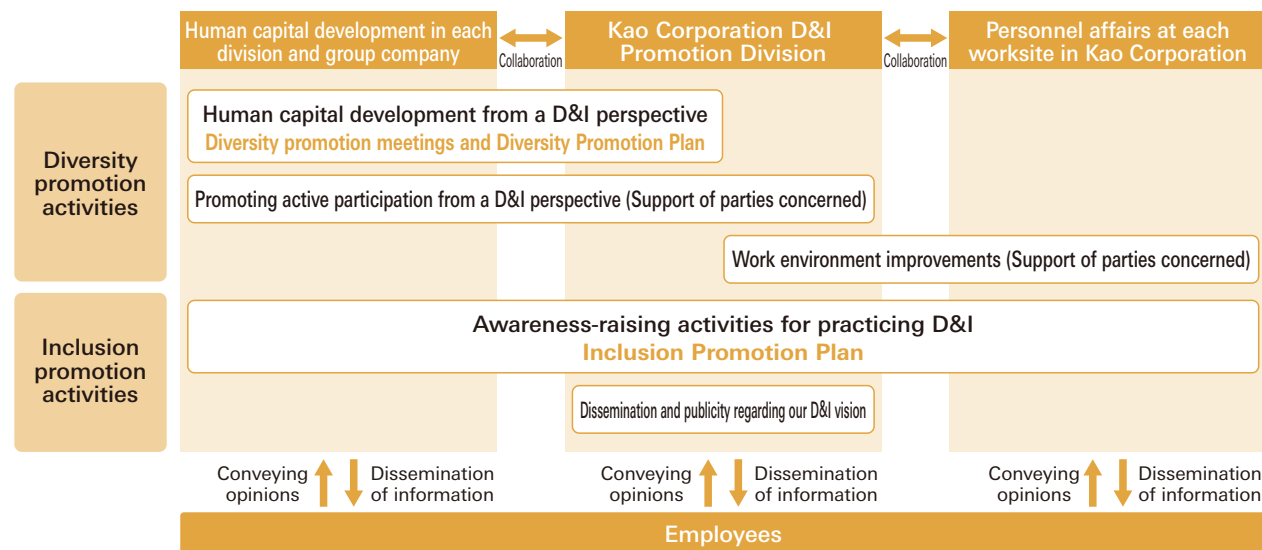 Human capital development in each
division and group company
Collaboration
Kao Corporation D&I
Promotion Division
Collaboration
Personnel affairs at each
worksite in Kao Corporation
Diversity
promotion
activities
Human capital development from a D&I perspective
Diversity promotion meetings and Diversity Promotion Plan
Promoting active participation from a D&I perspective (Support of parties concerned)
Work environment improvements (Support of parties concerned)
Inclusion
promotion
activities
Awareness-raising activities for practicing D&I
Inclusion Promotion Plan
Dissemination and publicity regarding our D&I vision
Conveying
opinions
Dissemination
of information
Conveying
opinions
Dissemination
of information
Conveying
opinions
Dissemination
of information
Employees